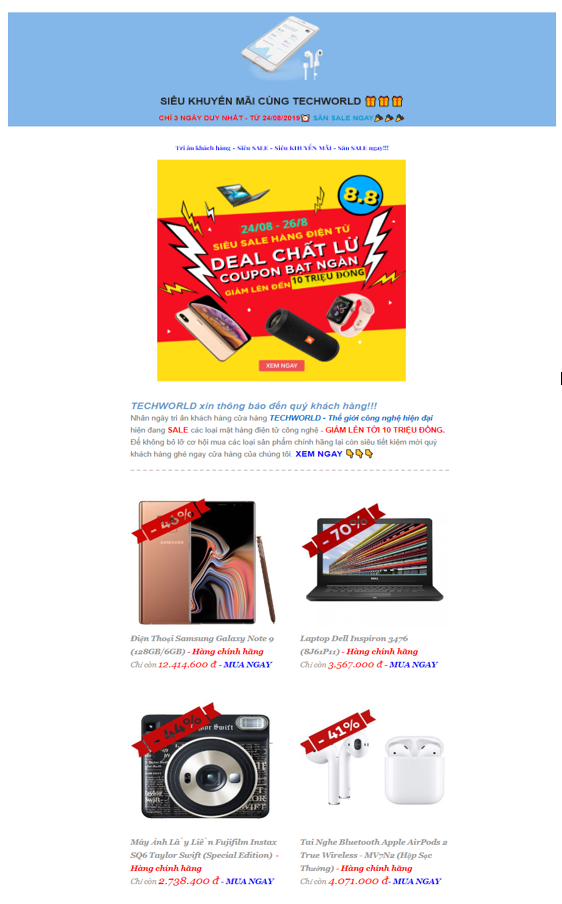 SIÊU KHUYẾN MÃI CÙNG TECHWORLD 🎁🎁🎁
CHỈ 3 NGÀY DUY NHẤT - TỪ 24/08/2019⏰ SĂN SALE NGAY🎉🎉🎉
Tri ân khách hàng - Siêu SALE - Siêu KHUYẾN MÃI - Săn SALE ngay!!!
8.8
24/08 - 26/8
SIÊU SALE HÀNG ĐIỆN TỬ
DEAL CHẤT LỪ
COUPON BẠT NGÀN
GIẢM LÊN ĐẾN 10 TRIỆU ĐỒNG
JBL
XEM NGAY
TECHWORLD xin thông báo đến quý khách hàng!!!
Nhân ngày tri ân khách hàng cửa hàng TECHWORLD - Thế giới công nghệ hiện đại
hiện đang SALE các loại mặt hàng điện tử công nghệ - GIẢM LÊN TỚI 10 TRIỆU ĐỒNG.
Để không bỏ lỡ cơ hội mua các loại sản phẩm chính hãng lại còn siêu tiết kiệm mời quý
khách hàng ghé ngay cửa hàng của chúng tôi. XEM NGAY 👇👇👇
- 46%
SAMSUNG
- 70%
DELL
Điện Thoại Samsung Galaxy Note 9
(128GB/6GB) - Hàng chính hãng
Chỉ còn 12.414.600 đ - MUA NGAY
Laptop Dell Inspiron 3476
(8J61P11) - Hàng chính hãng
Chỉ còn 3.567.000 đ - MUA NGAY
- 44%
Taylor Swift
- 41%
Máy Ảnh Lấy Liền Fujifilm Instax
SQ6 Taylor Swift (Special Edition) -
Hàng chính hãng
Chỉ còn 2.738.400 đ - MUA NGAY
Tai Nghe Bluetooth Apple AirPods 2
True Wireless - MV7N2 (Hộp Sạc
Thường) - Hàng chính hãng
Chỉ còn 4.071.000 đ- MUA NGAY